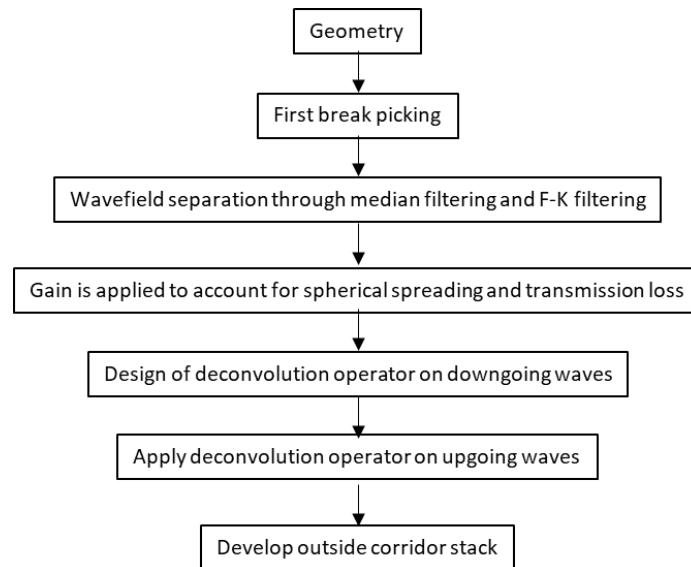 Geometry
First break picking
Wavefield separation through median filtering and F-K filtering
Gain is applied to account for spherical spreading and transmission loss
Design of deconvolution operator on downgoing waves
Apply deconvolution operator on upgoing waves
Develop outside corridor stack